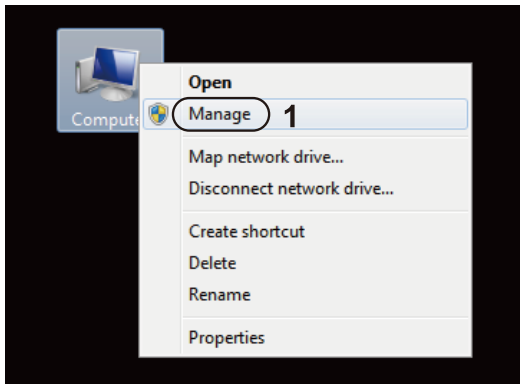 Open
Compute
Manage 1
Map network drive...
Disconnect network drive...
Create shortcut
Delete
Rename
Properties